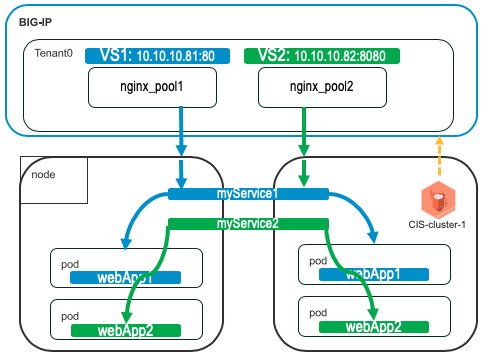 BIG-IP
Tenant0
VS1: 10.10.10.81:80
VS2: 10.10.10.82:8080
nginx_pool1
nginx_pool2
node
myService1
myService2
CIS-cluster-1
pod
webApp1
pod
webApp1
pod
webApp2
pod
webApp2